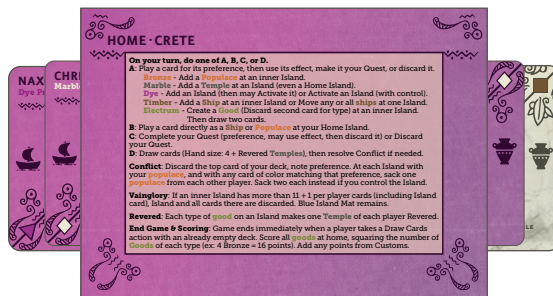 HOME·CRETE
On your turn, do one of A, B, C, or D.
A: Play a card for its preference, then use its effect, make it your Quest, or discard it.
Bronze - Add a Populace at an inner Island.
Marble - Add a Temple at an Island (even a Home Island).
Dye - Add an Island (then may Activate it) or Activate an Island (with control).
Timber - Add a Ship at an inner Island or Move any or all ships at one Island.
Electrum - Create a Good (Discard second card for type) at an inner Island.
Then draw two cards.
B: Play a card directly as a Ship or Populace at your Home Island.
C: Complete your Quest (preference, may use effect, then discard it) or Discard
your Quest.
D: Draw cards (Hand size: 4 + Revered Temples), then resolve Conflict if needed.
Conflict: Discard the top card of your deck, note preference. At each Island with
your populace, and with any card of color matching that preference, sack one
populace from each other player. Sack two each instead if you control the Island.
Vainglory: If an inner Island has more than 11 + 1 per player cards (including Island
card), Island and all cards there are discarded. Blue Island Mat remains.
Revered: Each type of good on an Island makes one Temple of each player Revered.
End Game & Scoring: Game ends immediately when a player takes a Draw Cards
action with an already empty deck. Score all goods at home, squaring the number of
Goods of each type (ex: 4 Bronze = 16 points). Add any points from Customs.
NAX
Dye Pr
CHR
Marbl